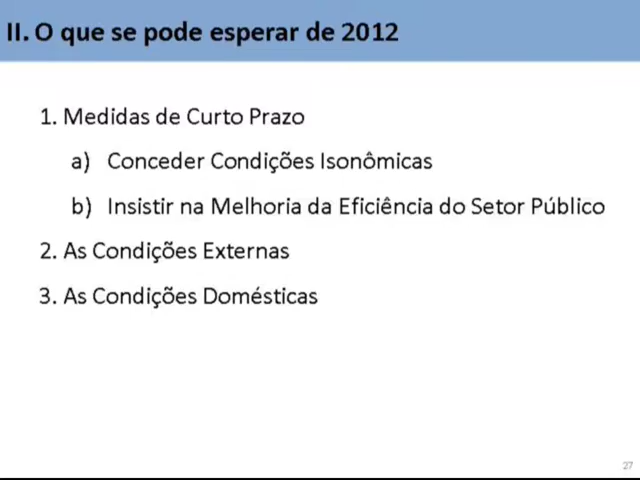 II. O que se pode esperar de 2012
1. Medidas de Curto Prazo
a) Conceder Condições Isonômicas
b) Insistir na Melhoria da Eficiência do Setor Público
2. As Condições Externas
3. As Condições Domésticas
27